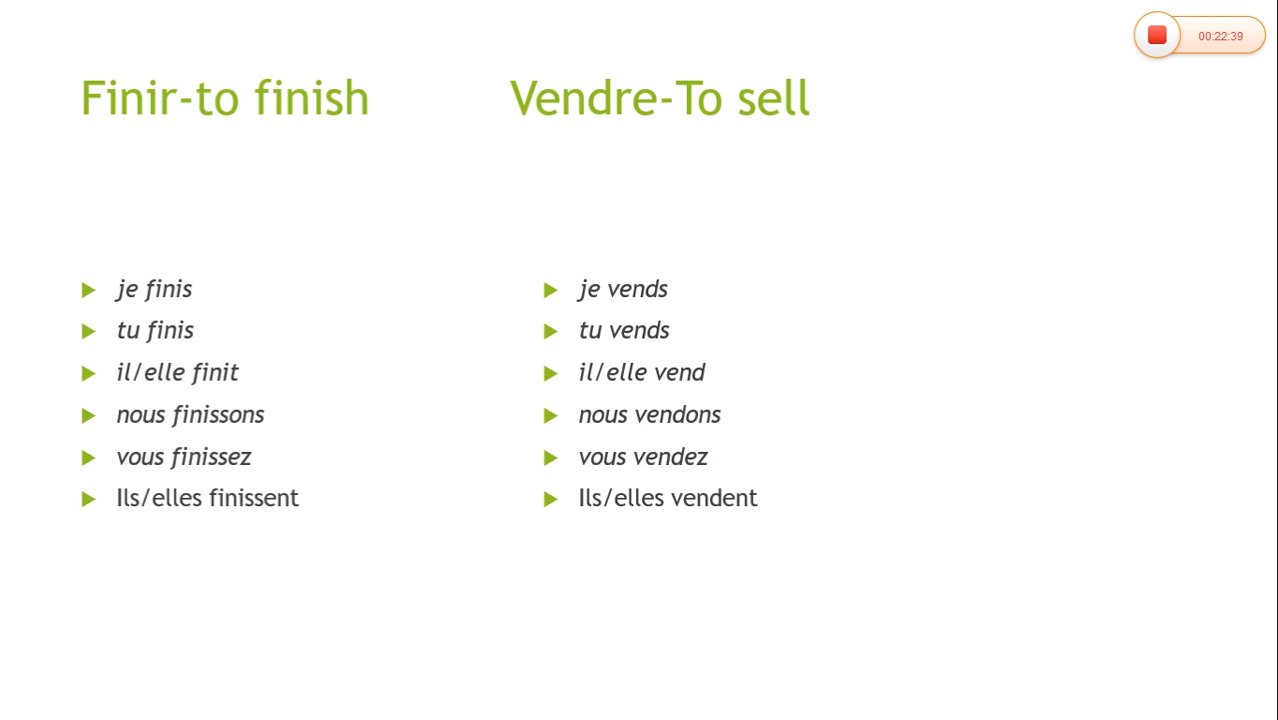 00:22:39
Finir-to finish
Vendre-To sell
je finis
tu finis
il/elle finit
nous finissons
vous finissez
Ils/elles finissent
je vends
tu vends
il/elle vend
nous vendons
vous vendez
Ils/elles vendent